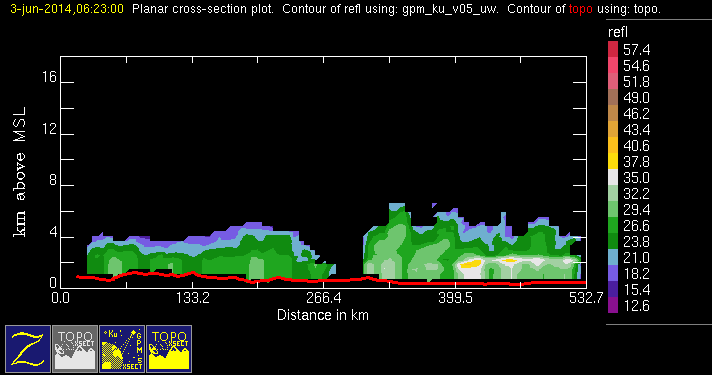 3-jun-2014,06:23:00 Planar cross-section plot. Contour of refl using: gpm_ku_v05_uw. Contour of topo using: topo.
refl
57.4
54.6
51.8
49.0
46.2
43.4
40.6
37.8
35.0
32.2
29.4
26.6
23.8
21.0
18.2
15.4
12.6
km above MSL
16
12
8
4
0
0.0 133.2 266.4 399.5 532.7
Distance in km
Z
TOPO
XSECT
"Ku"
GPM
XSECT
TOPO
XSECT